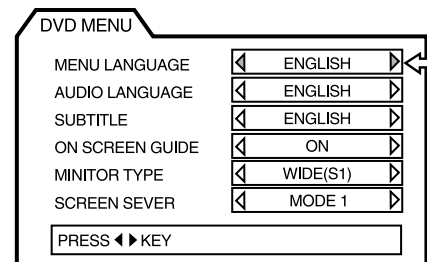 DVD MENU
MENU LANGUAGE ENGLISH
AUDIO LANGUAGE ENGLISH
SUBTITLE ENGLISH
ON SCREEN GUIDE ON
MINITOR TYPE WIDE(S1)
SCREEN SEVER MODE 1
PRESS ◀ ▶ KEY